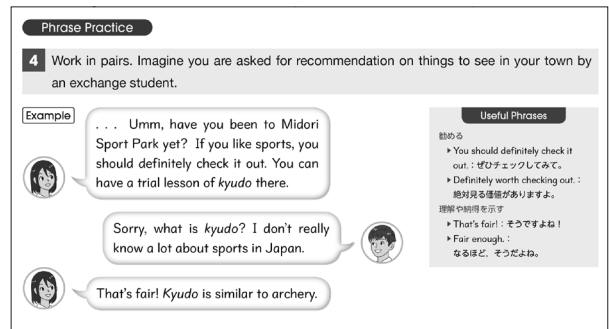 Phrase Practice
4 Work in pairs. Imagine you are asked for recommendation on things to see in your town by
an exchange student.
Example
. . . Umm, have you been to Midori
Sport Park yet? If you like sports, you
should definitely check it out. You can
have a trial lesson of kyudo there.
Sorry, what is kyudo? I don't really
know a lot about sports in Japan.
That's fair! Kyudo is similar to archery.
Useful Phrases
勧める
▶ You should definitely check it
out.：ぜひチェックしてみて。
▶ Definitely worth checking out.：
絶対見る価値がありますよ。
理解や納得を示す
▶ That's fair!：そうですよね！
▶ Fair enough.：
なるほど，そうだよね。